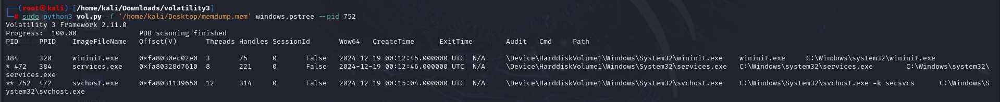 ┌──(root㉿kali)-[/home/kali/Downloads/volatility3]
└─# sudo python3 vol.py -f '/home/kali/Desktop/memdump.mem' windows.pstree --pid 752
Volatility 3 Framework 2.11.0
Progress:  100.00               PDB scanning finished
PID     PPID    ImageFileName   Offset(V)       Threads Handles SessionId       Wow64   CreateTime      ExitTime        Audit   Cmd     Path
384     320     wininit.exe     0xfa8030ec02e0  3       75      0       False   2024-12-19 00:12:45.000000 UTC  N/A     \Device\HarddiskVolume1\Windows\System32\wininit.exe    wininit.exe     C:\Windows\system32\wininit.exe
* 472   384     services.exe    0xfa80328d7610  8       221     0       False   2024-12-19 00:12:46.000000 UTC  N/A     \Device\HarddiskVolume1\Windows\System32\services.exe   C:\Windows\system32\services.exe        C:\Windows\system32\
services.exe
** 752  472     svchost.exe     0xfa8031139650  12      314     0       False   2024-12-19 00:15:04.000000 UTC  N/A     \Device\HarddiskVolume1\Windows\System32\svchost.exe    C:\Windows\System32\svchost.exe -k secsvcs      C:\Windows\S
ystem32\svchost.exe
suricata